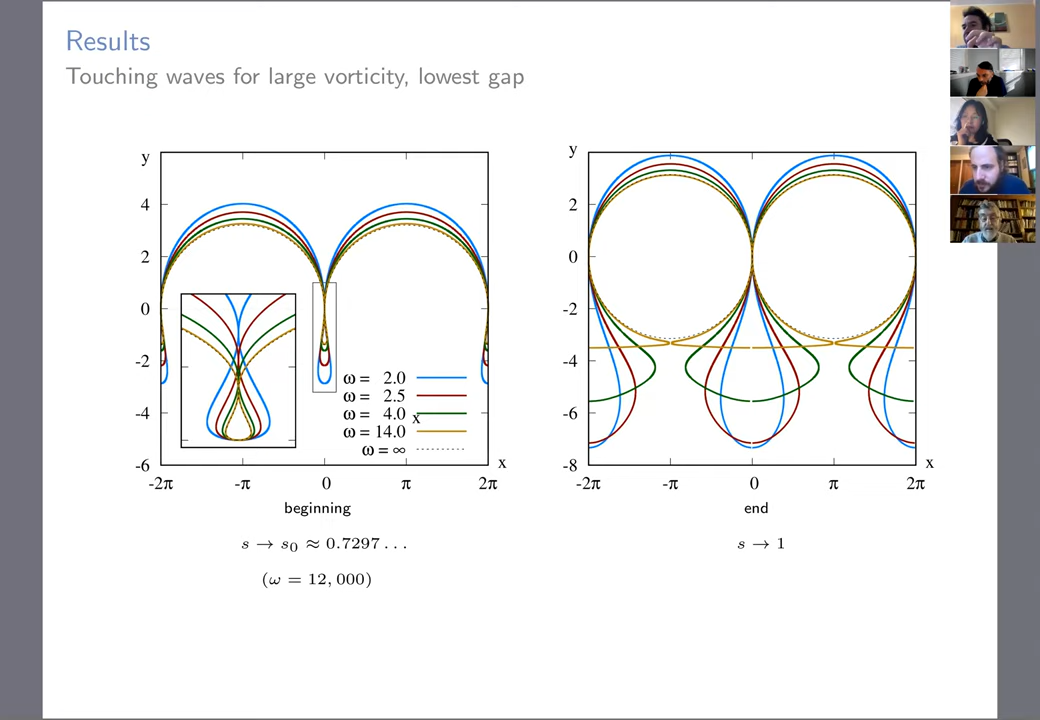 Results
Touching waves for large vorticity, lowest gap
y
4
2
0
-2
-4
-6
-2π
-π
0
π
2π
x
ω = 2.0
ω = 2.5
ω = 4.0
x
ω = 14.0
ω = ∞
beginning
s → s₀ ≈ 0.7297...
(ω = 12,000)
y
2
0
-2
-4
-6
-8
-2π
-π
0
π
2π
x
end
s → 1